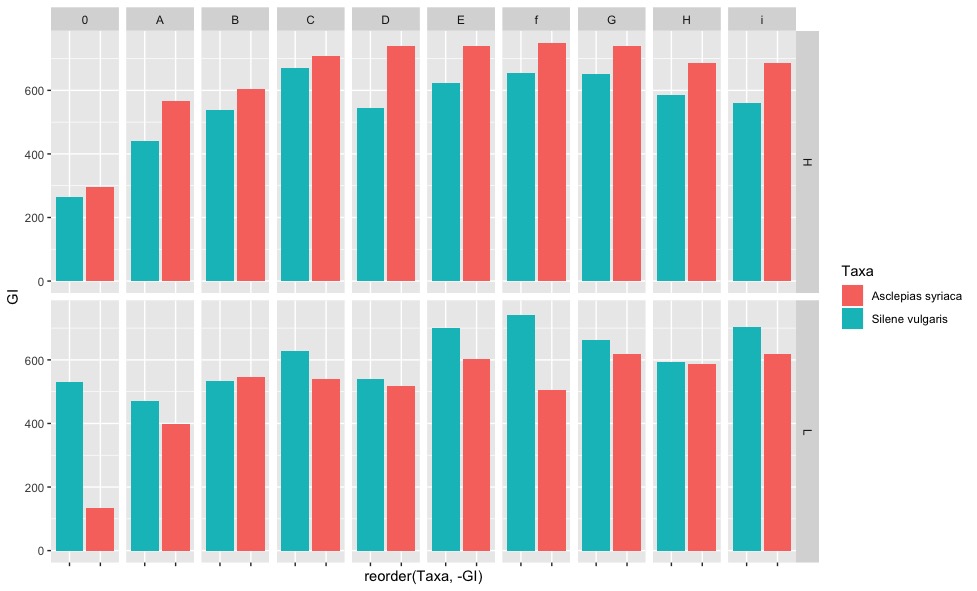 0 A B C D E f G H i
600
400
200
0
H
600
400
200
0
L
GI
reorder(Taxa, -GI)
Taxa
Asclepias syriaca
Silene vulgaris